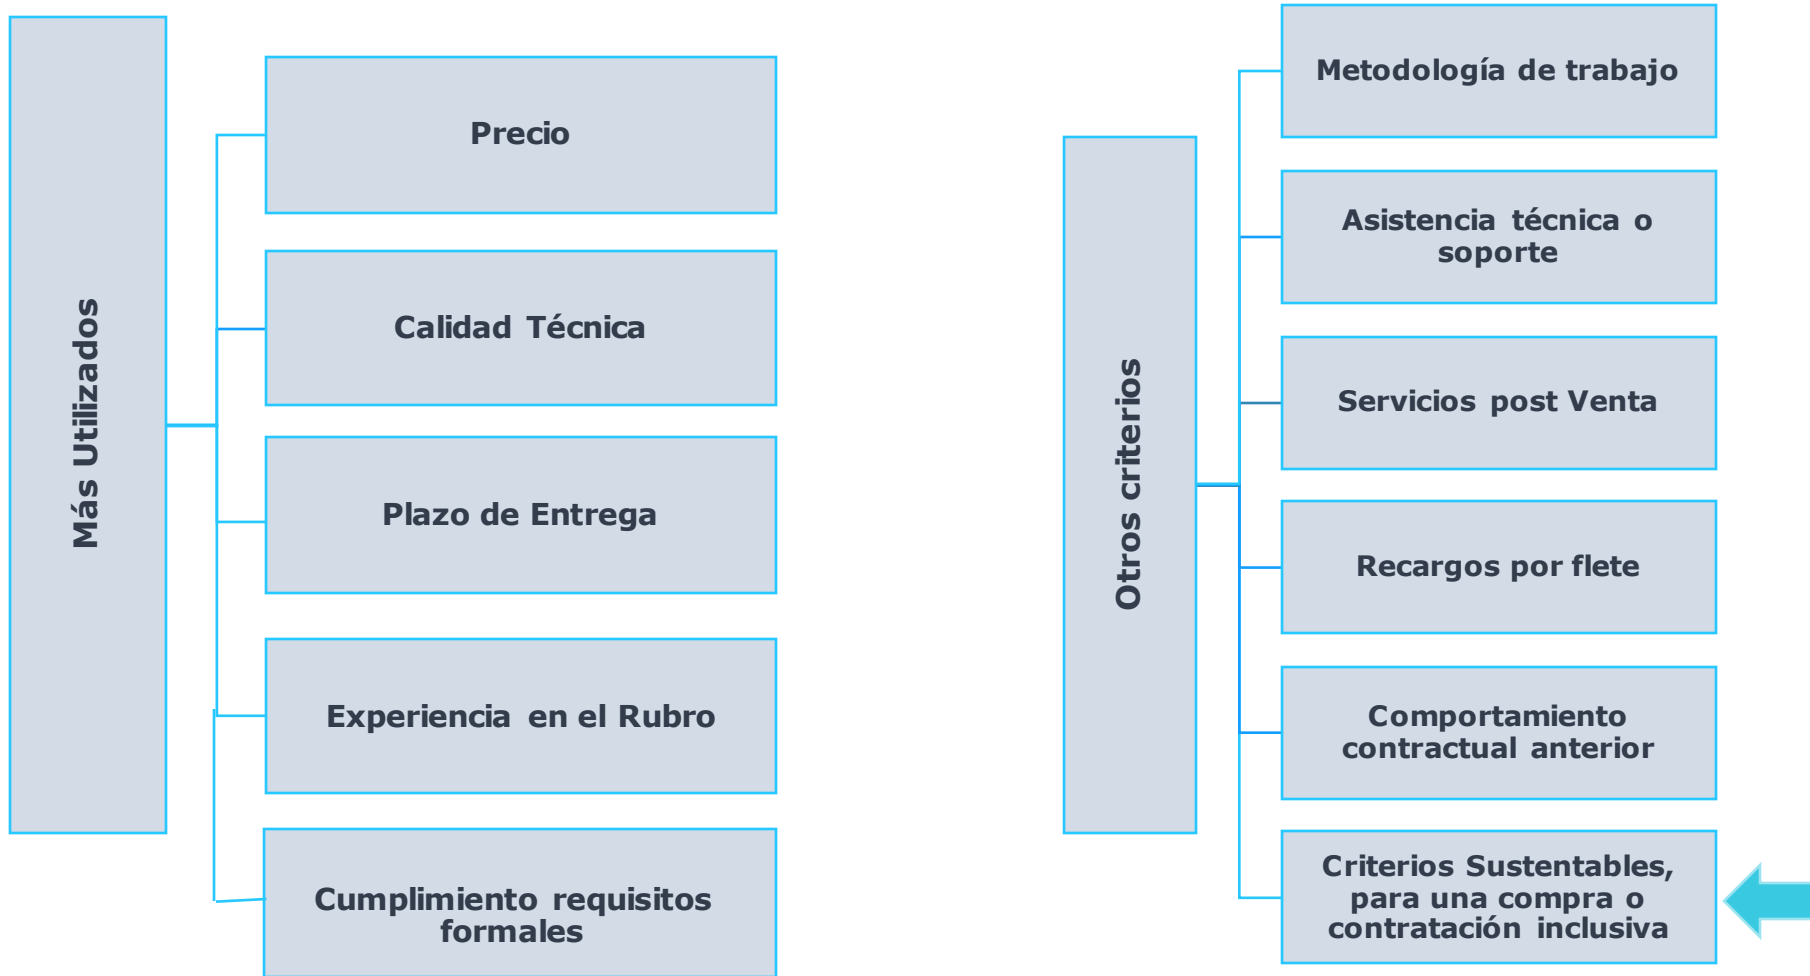 Más Utilizados
Precio
Calidad Técnica
Plazo de Entrega
Experiencia en el Rubro
Cumplimiento requisitos
formales
Otros criterios
Metodología de trabajo
Asistencia técnica o
soporte
Servicios post Venta
Recargos por flete
Comportamiento
contractual anterior
Criterios Sustentables,
para una compra o
contratación inclusiva